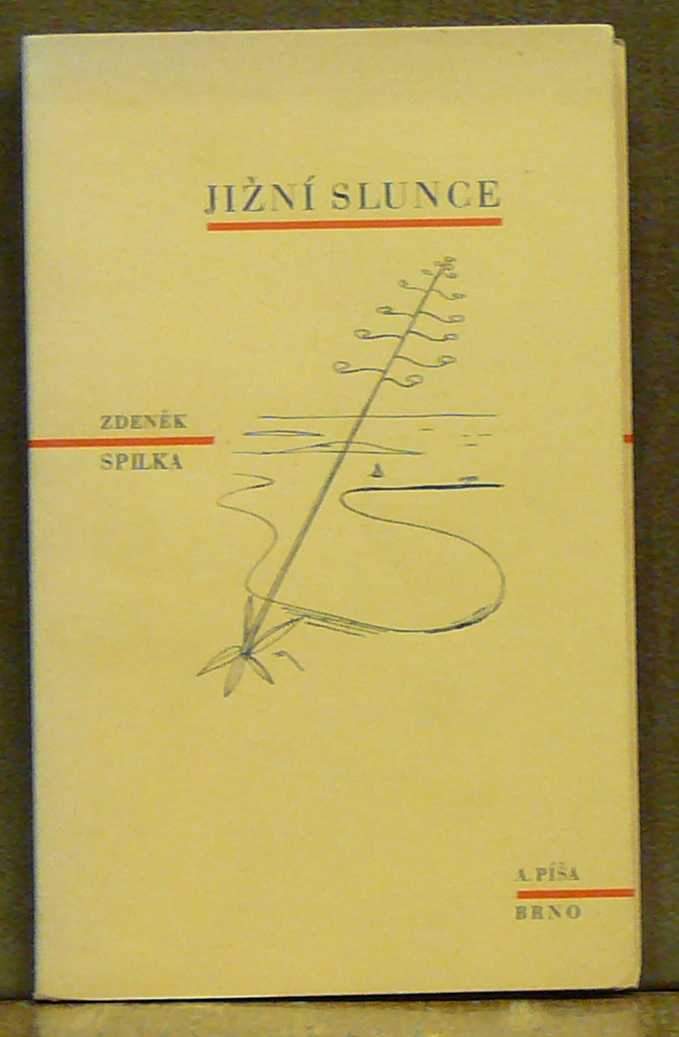 JIŽNÍ SLUNCE
ZDENĚK
SPILKA
A. PÍŠA
BRNO